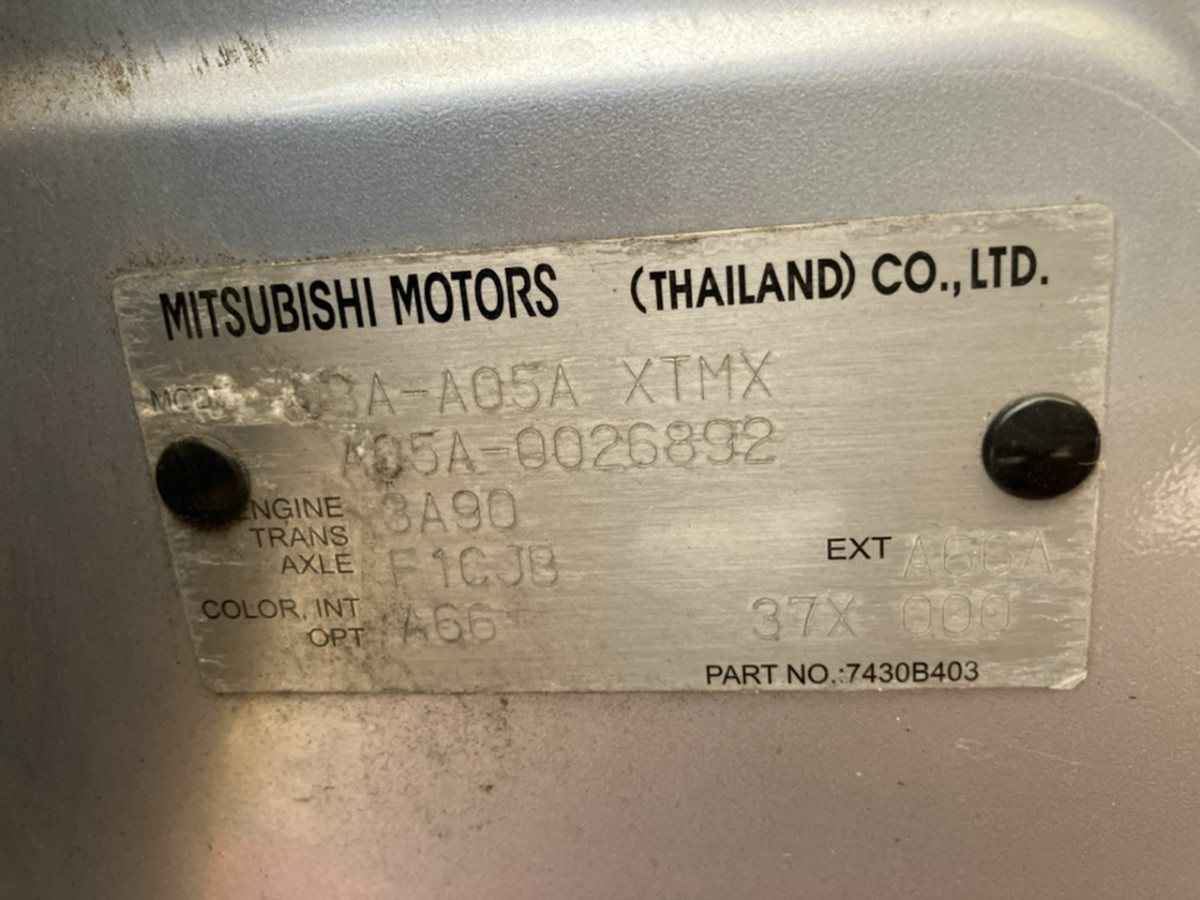 MITSUBISHI MOTORS (THAILAND) CO., LTD.
DBA-A05A XTMX
A05A-0026892
ENGINE 3A90
TRANS
AXLE F1CJB EXT A66A
COLOR, INT A66 37X 000
OPT
PART NO.:7430B403